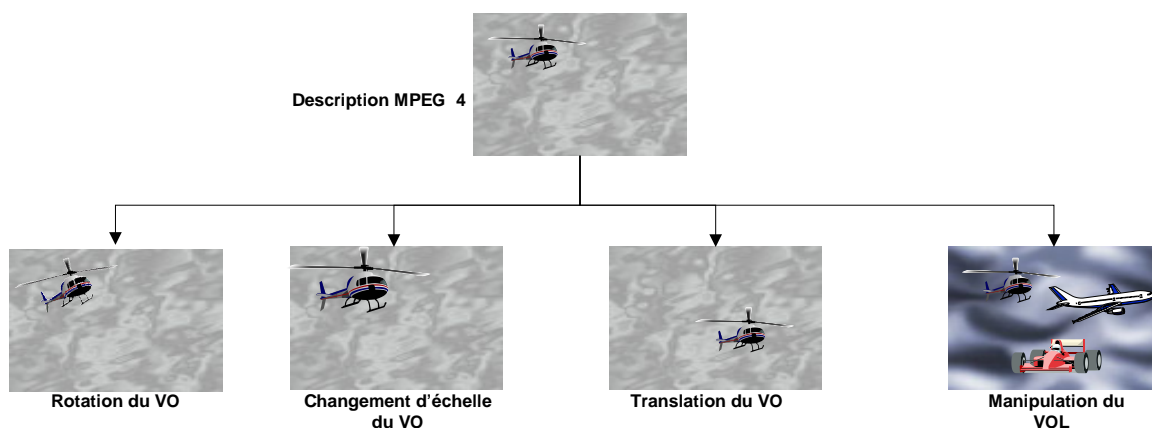 Description MPEG 4
Rotation du VO
Changement d'échelle
du VO
Translation du VO
Manipulation du
VOL